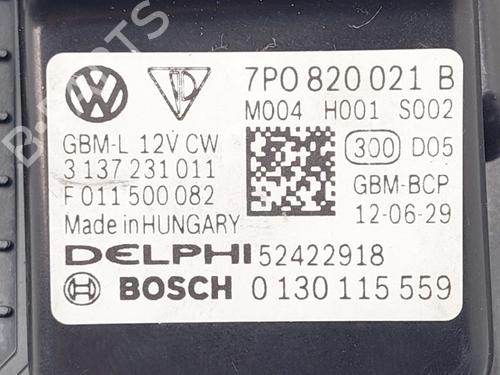 7P0 820 021 B
M004 H001 S002
GBM-L 12V CW
300 D05
3 137 231 011
F 011 500 082
GBM-BCP
Made in HUNGARY
12-06-29
DELPHI 52422918
BOSCH 0 130 115 559
B-PARTS